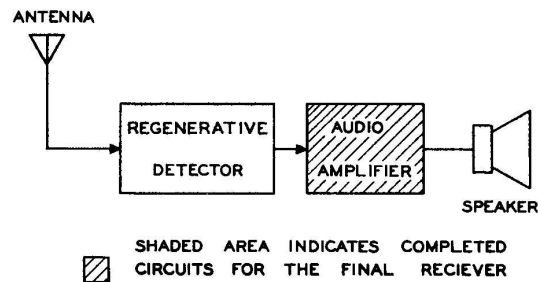 ANTENNA
REGENERATIVE
DETECTOR
AUDIO
AMPLIFIER
SPEAKER
SHADED AREA INDICATES COMPLETED
CIRCUITS FOR THE FINAL RECIEVER